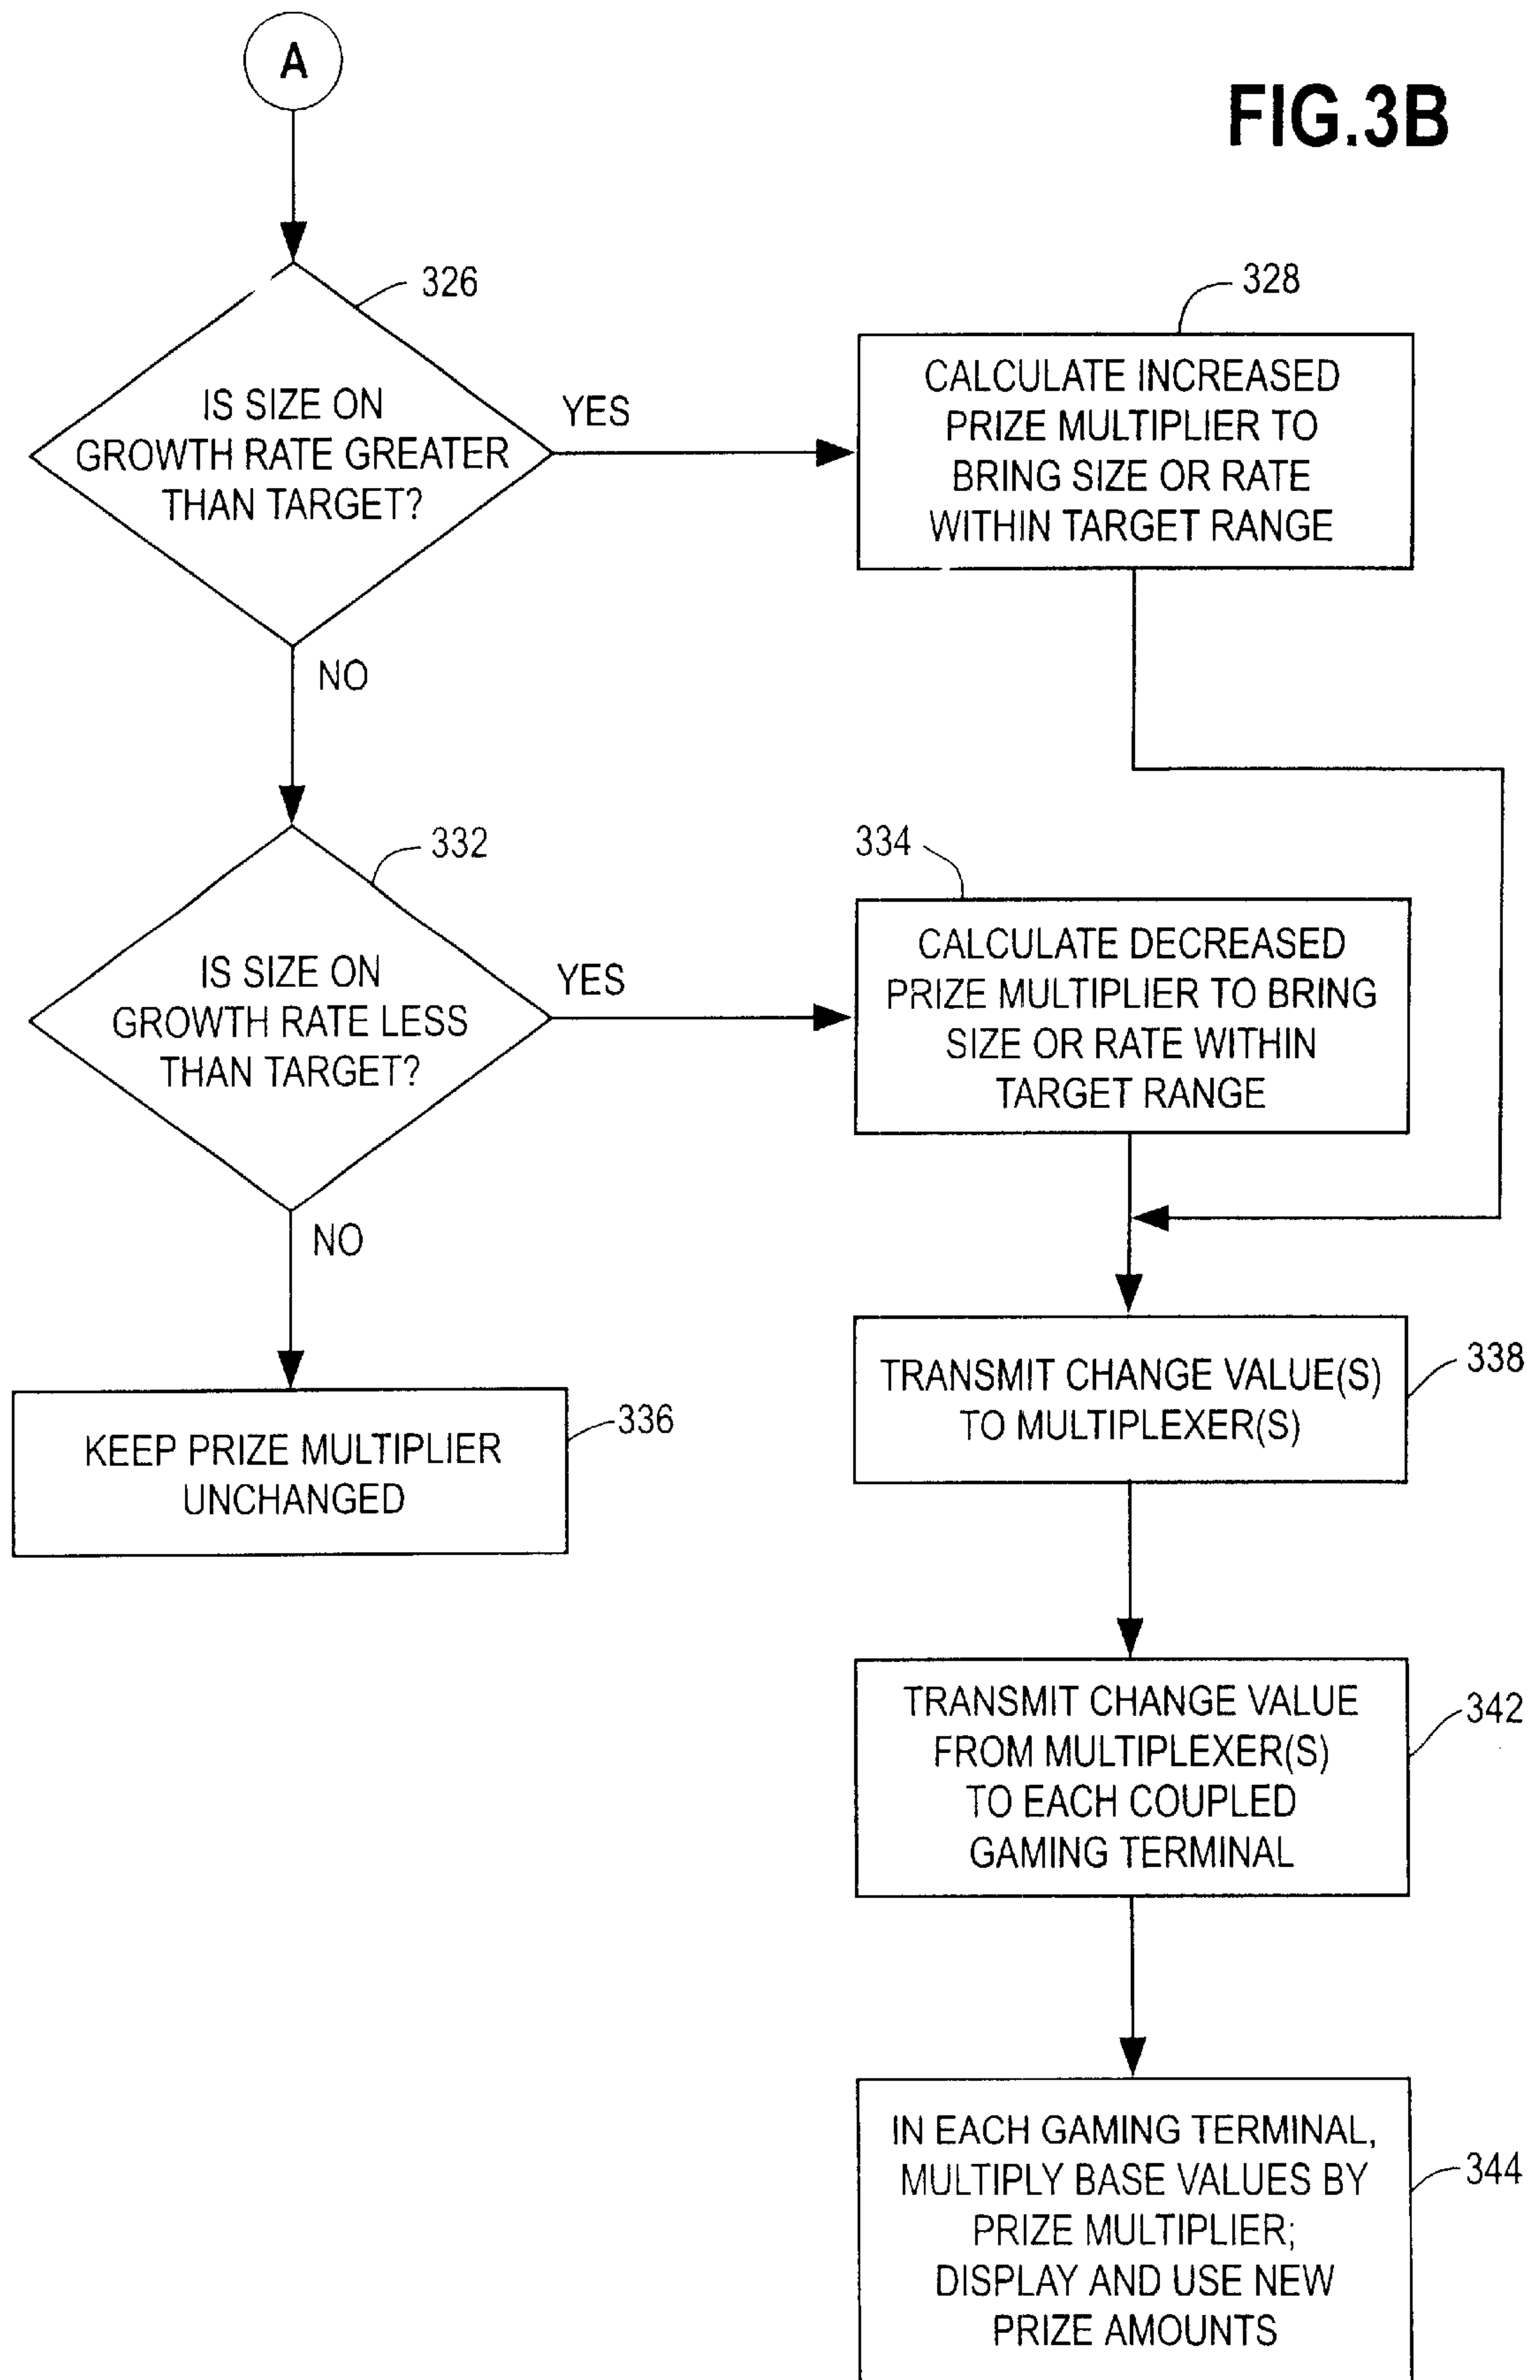 A
FIG.3B
326
IS SIZE ON
GROWTH RATE GREATER
THAN TARGET?
YES
NO
328
CALCULATE INCREASED
PRIZE MULTIPLIER TO
BRING SIZE OR RATE
WITHIN TARGET RANGE
332
IS SIZE ON
GROWTH RATE LESS
THAN TARGET?
YES
NO
334
CALCULATE DECREASED
PRIZE MULTIPLIER TO BRING
SIZE OR RATE WITHIN
TARGET RANGE
336
KEEP PRIZE MULTIPLIER
UNCHANGED
338
TRANSMIT CHANGE VALUE(S)
TO MULTIPLEXER(S)
342
TRANSMIT CHANGE VALUE
FROM MULTIPLEXER(S)
TO EACH COUPLED
GAMING TERMINAL
344
IN EACH GAMING TERMINAL,
MULTIPLY BASE VALUES BY
PRIZE MULTIPLIER;
DISPLAY AND USE NEW
PRIZE AMOUNTS